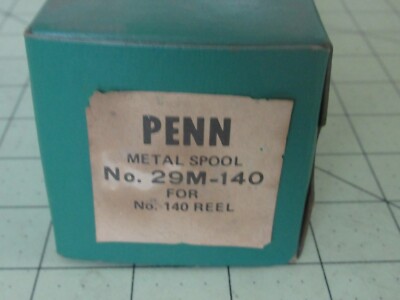 PENN
METAL SPOOL
No. 29M-140
FOR
No. 140 REEL